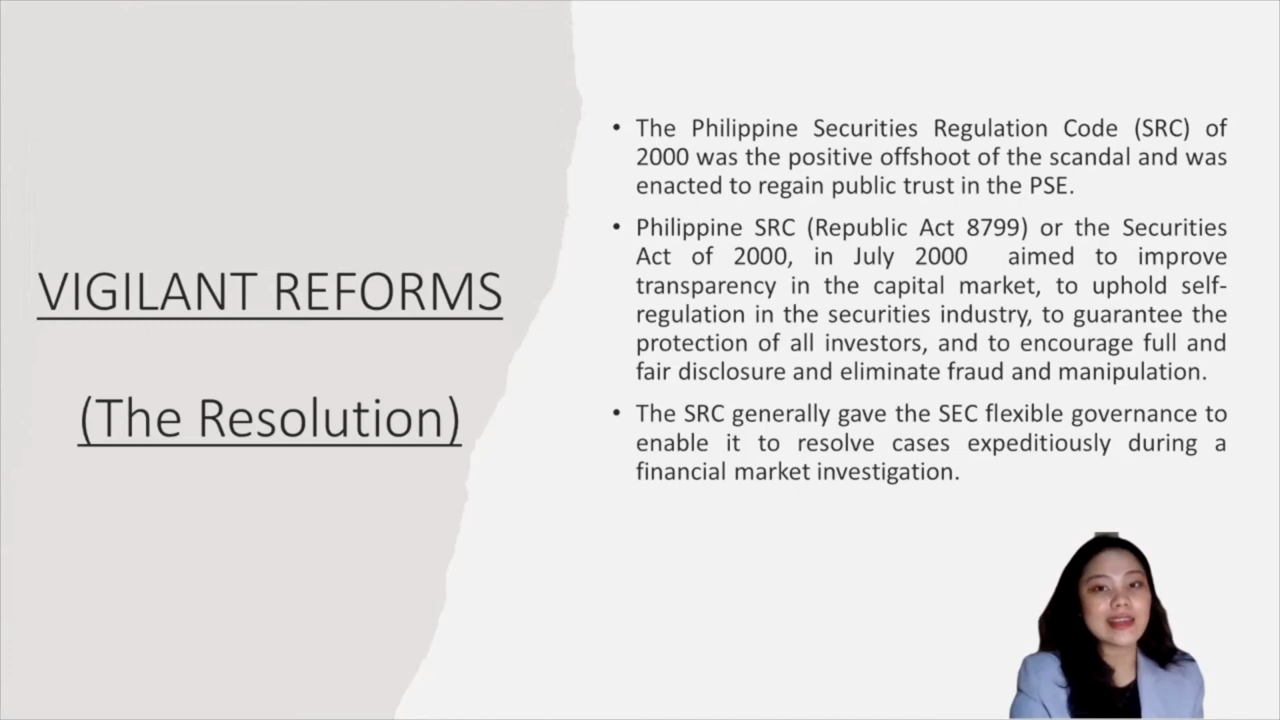 VIGILANT REFORMS
(The Resolution)
• The Philippine Securities Regulation Code (SRC) of
2000 was the positive offshoot of the scandal and was
enacted to regain public trust in the PSE.
• Philippine SRC (Republic Act 8799) or the Securities
Act of 2000, in July 2000 aimed to improve
transparency in the capital market, to uphold self-
regulation in the securities industry, to guarantee the
protection of all investors, and to encourage full and
fair disclosure and eliminate fraud and manipulation.
• The SRC generally gave the SEC flexible governance to
enable it to resolve cases expeditiously during a
financial market investigation.